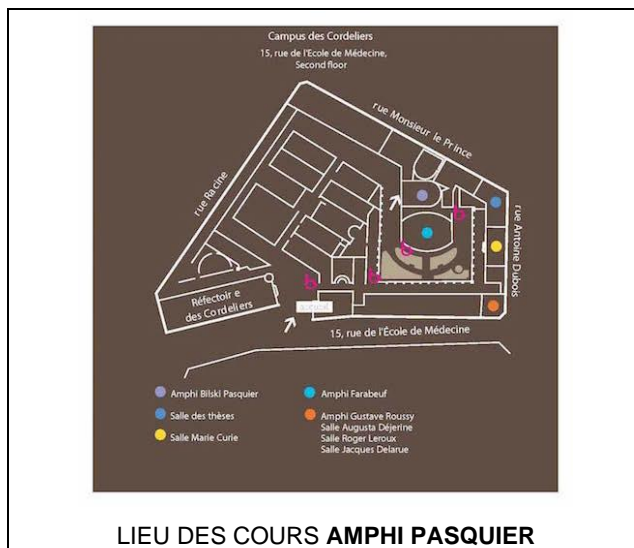 Campus des Cordeliers
15, rue de l'Ecole de Médecine,
Second floor
rue Monsieur le Prince
rue Racine
rue Antoine Dubois
Réfectoir e
des Cordeliers
15, rue de l'École de Médecine
Amphi Bilski Pasquier
Salle des thèses
Salle Marie Curie
Amphi Farabeuf
Amphi Gustave Roussy
Salle Augusta Déjerine
Salle Roger Leroux
Salle Jacques Delarue
LIEU DES COURS AMPHI PASQUIER